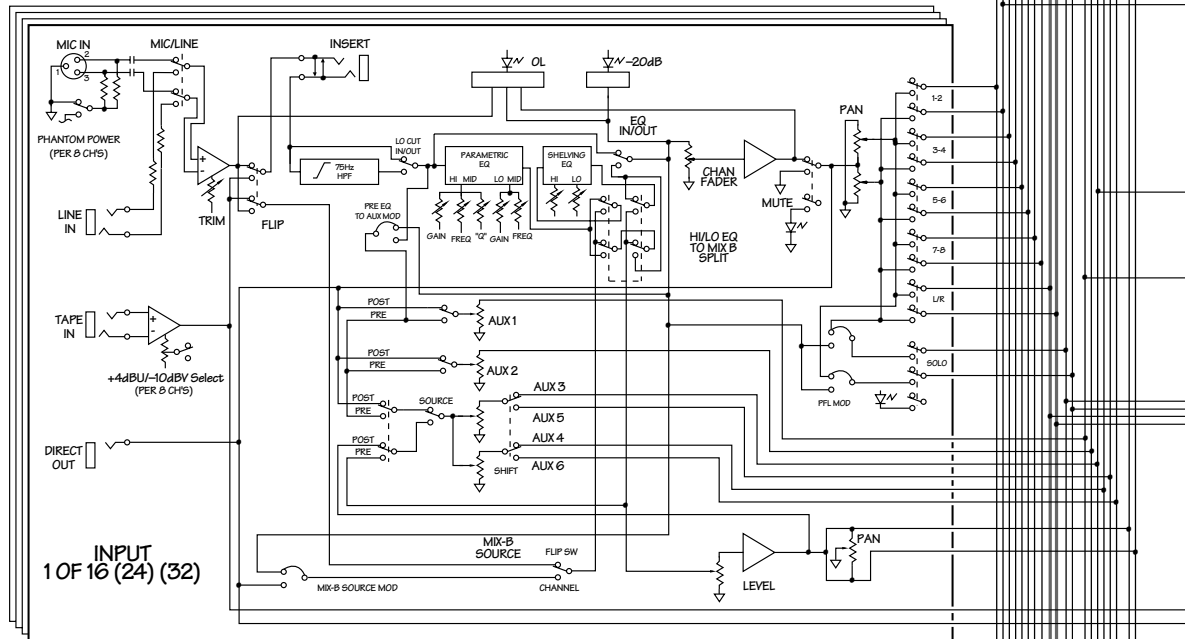 MIC IN
MIC/LINE
INSERT
OL
-20dB
2
1
3
PHANTOM POWER
(PER 8 CH'S)
LINE
IN
TRIM
FLIP
75Hz
HPF
LO CUT
IN/OUT
PARAMETRIC
EQ
HI MID
LO MID
GAIN
FREQ
"Q"
GAIN
FREQ
SHELVING
EQ
HI
LO
EQ
IN/OUT
PRE EQ
TO AUX MOD
HI/LO EQ
TO MIX B
SPLIT
CHAN
FADER
MUTE
PAN
1-2
3-4
5-6
7-8
L/R
SOLO
PFL MOD
TAPE
IN
+
-
+
-
+4dBU/-10dBV Select
(PER 8 CH'S)
DIRECT
OUT
POST
PRE
AUX 1
POST
PRE
AUX 2
POST
PRE
SOURCE
POST
PRE
AUX 3
AUX 5
AUX 4
SHIFT
AUX 6
INPUT
1 OF 16 (24) (32)
MIX-B
SOURCE
MIX-B SOURCE MOD
FLIP SW
CHANNEL
LEVEL
PAN